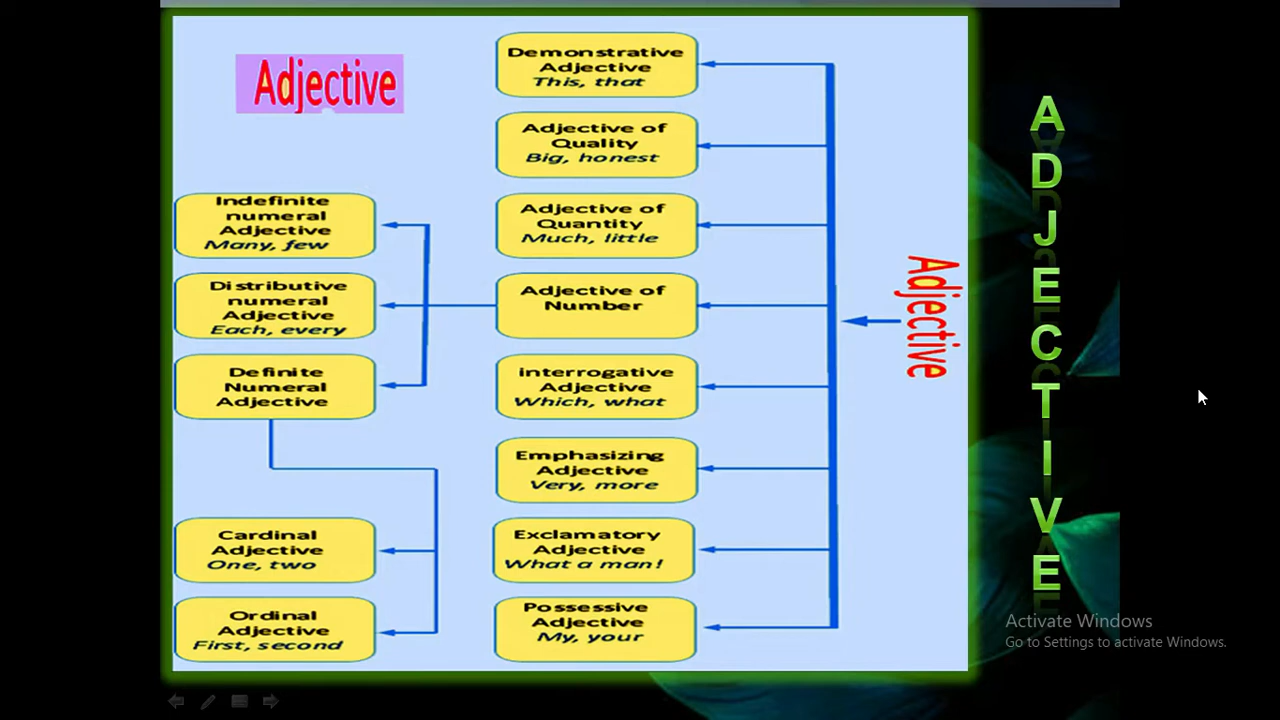 Adjective
Demonstrative
Adjective
This, that
Adjective of
Quality
Big, honest
Adjective of
Quantity
Much, little
Adjective of
Number
interrogative
Adjective
Which, what
Emphasizing
Adjective
Very, more
Exclamatory
Adjective
What a man!
Possessive
Adjective
My, your
Indefinite
numeral
Adjective
Many, few
Distributive
numeral
Adjective
Each, every
Definite
Numeral
Adjective
Cardinal
Adjective
One, two
Ordinal
Adjective
First, second
Adjective
ADJECTIVE
Activate Windows
Go to Settings to activate Windows.